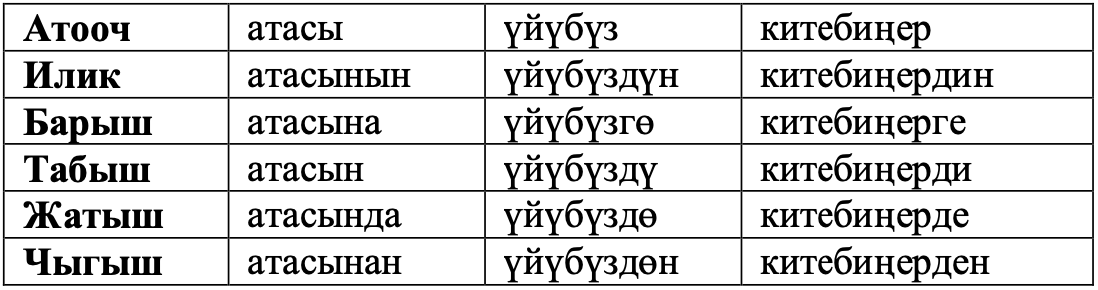 Атооч атасы үйүбүз китебиңер
Илик атасынын үйүбүздүн китебиңердин
Барыш атасына үйүбүзгө китебиңерге
Табыш атасын үйүбүздү китебиңерди
Жатыш атасында үйүбүздө китебиңерде
Чыгыш атасынан үйүбүздөн китебиңерден